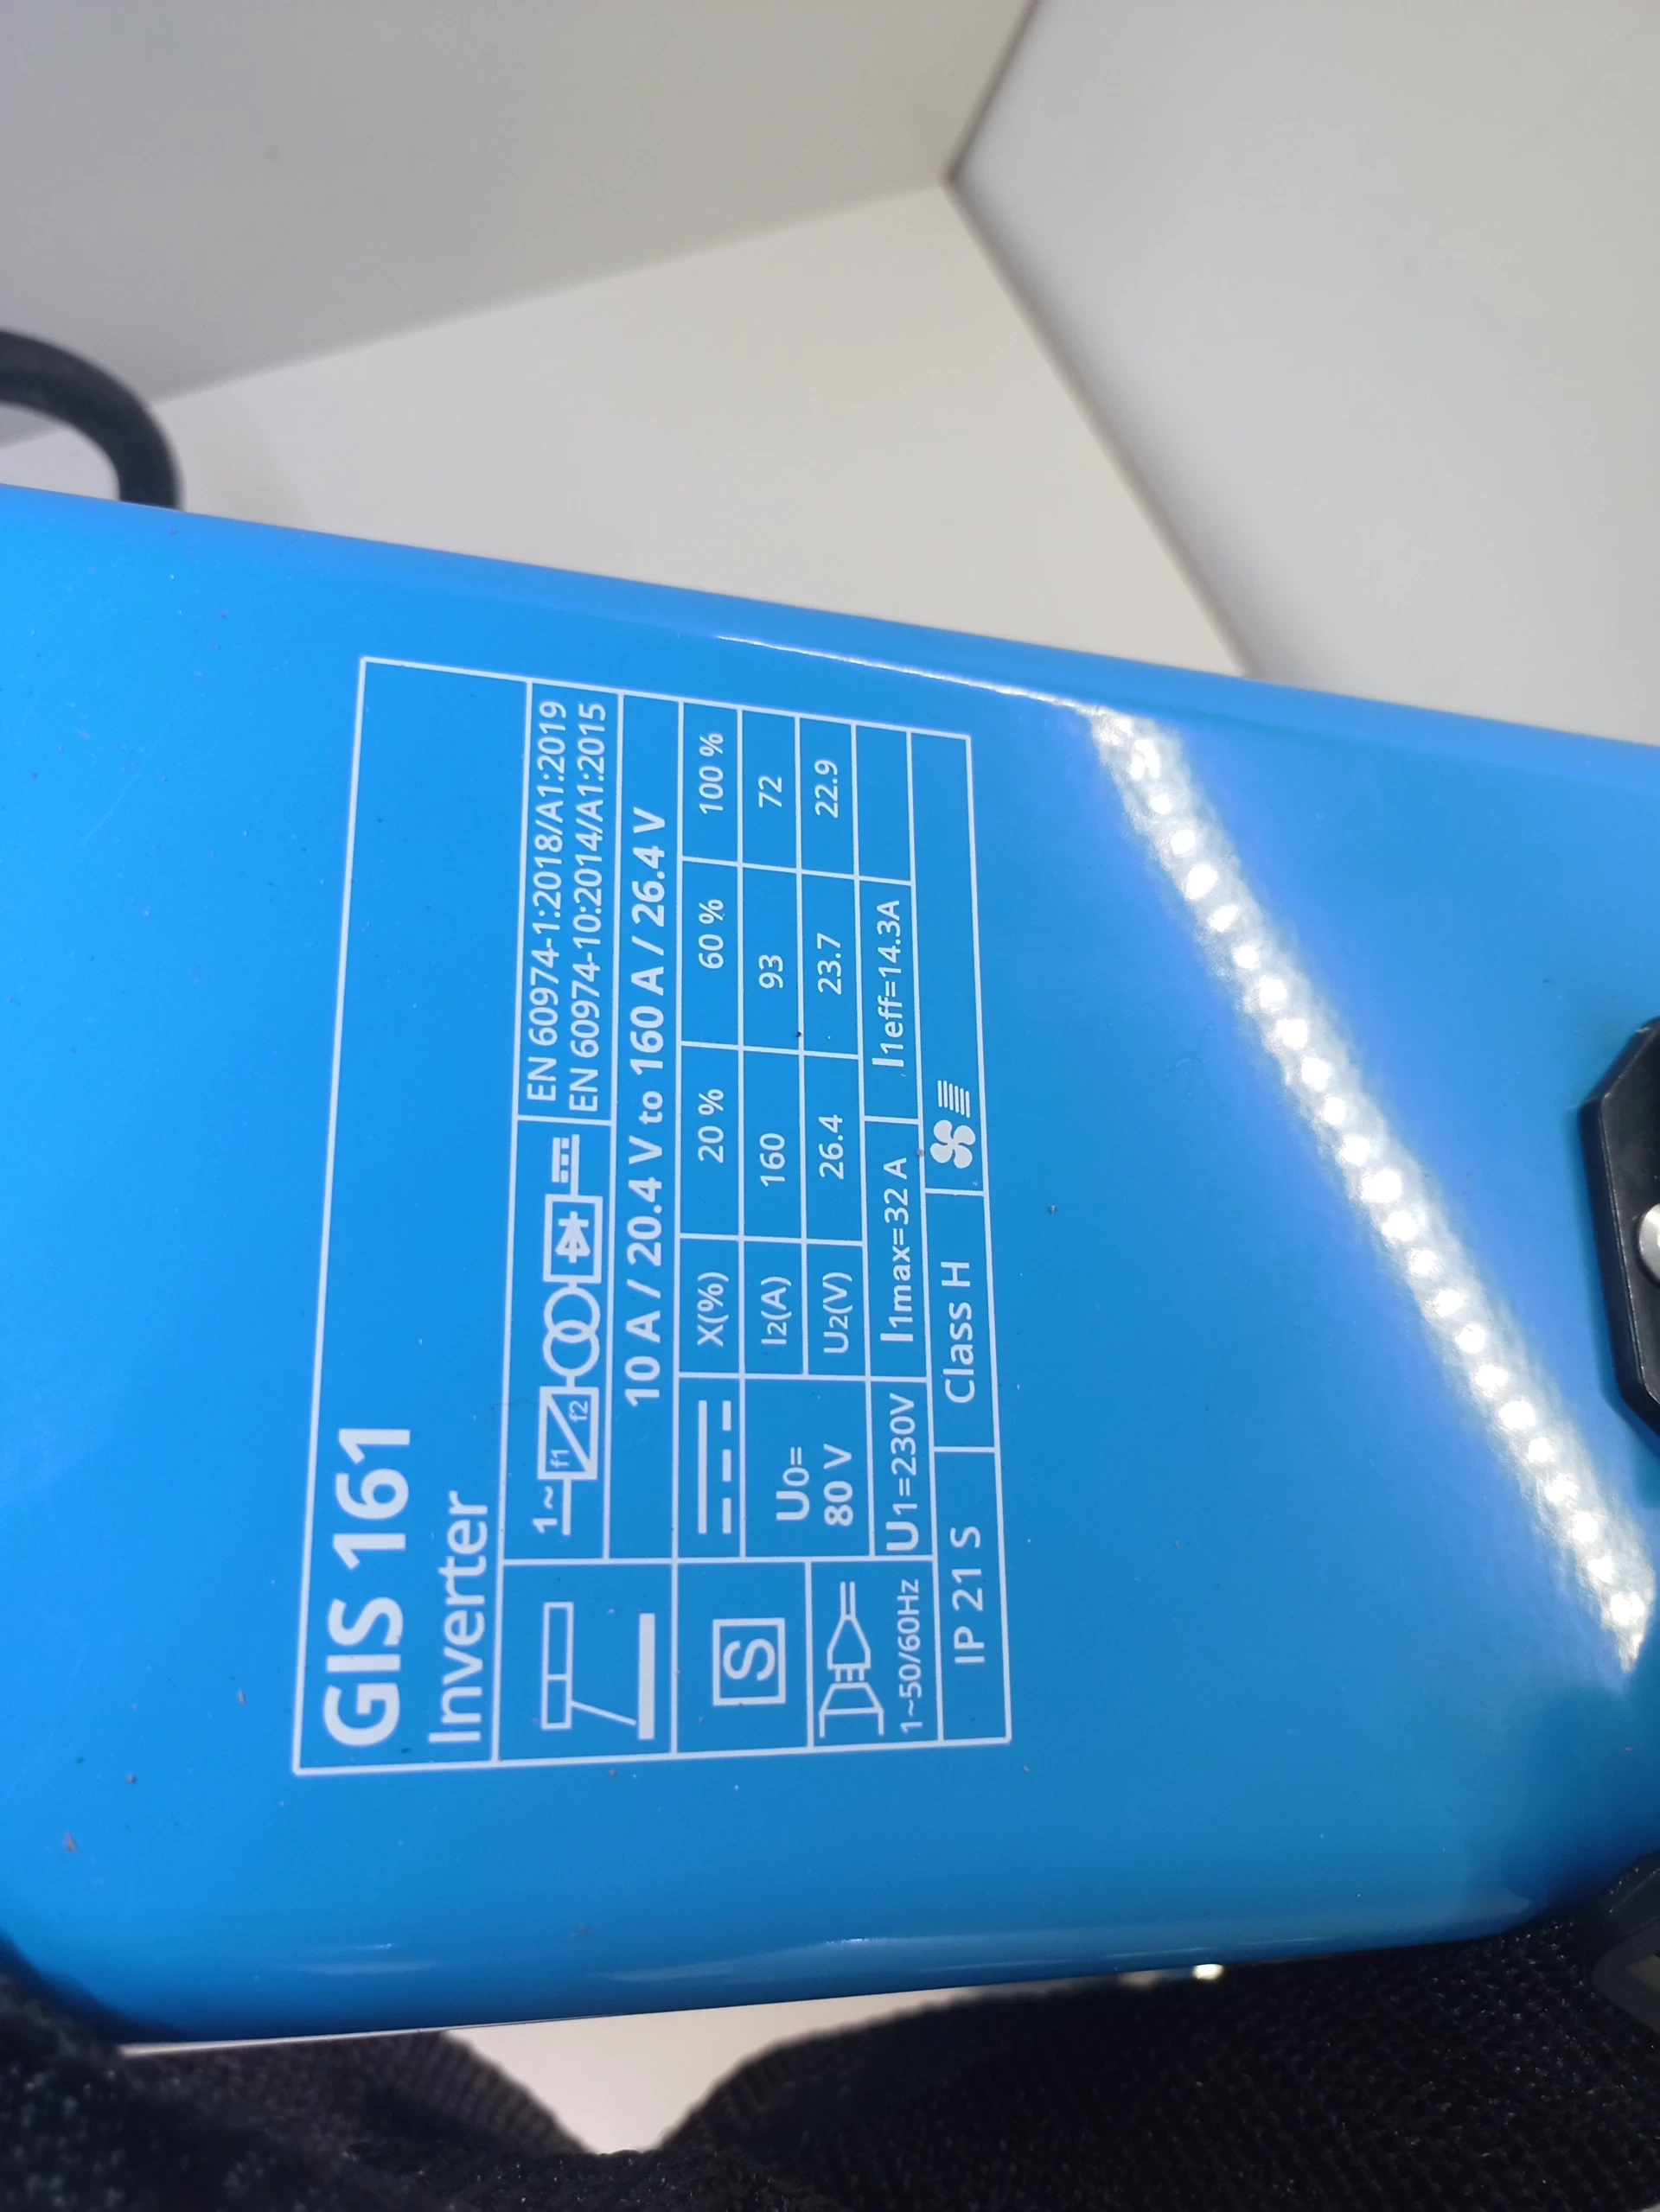 GIS 161
Inverter
1~ f1 f2
EN 60974-1:2018/A1:2019
EN 60974-10:2014/A1:2015
10 A / 20.4 V to 160 A / 26.4 V
S
X(%) 20 % 60 % 100 %
U0=
80 V
I2(A) 160 93 72
U2(V) 26.4 23.7 22.9
1~50/60Hz
U1=230V I1max=32 A I1eff=14.3A
IP 21 S Class H